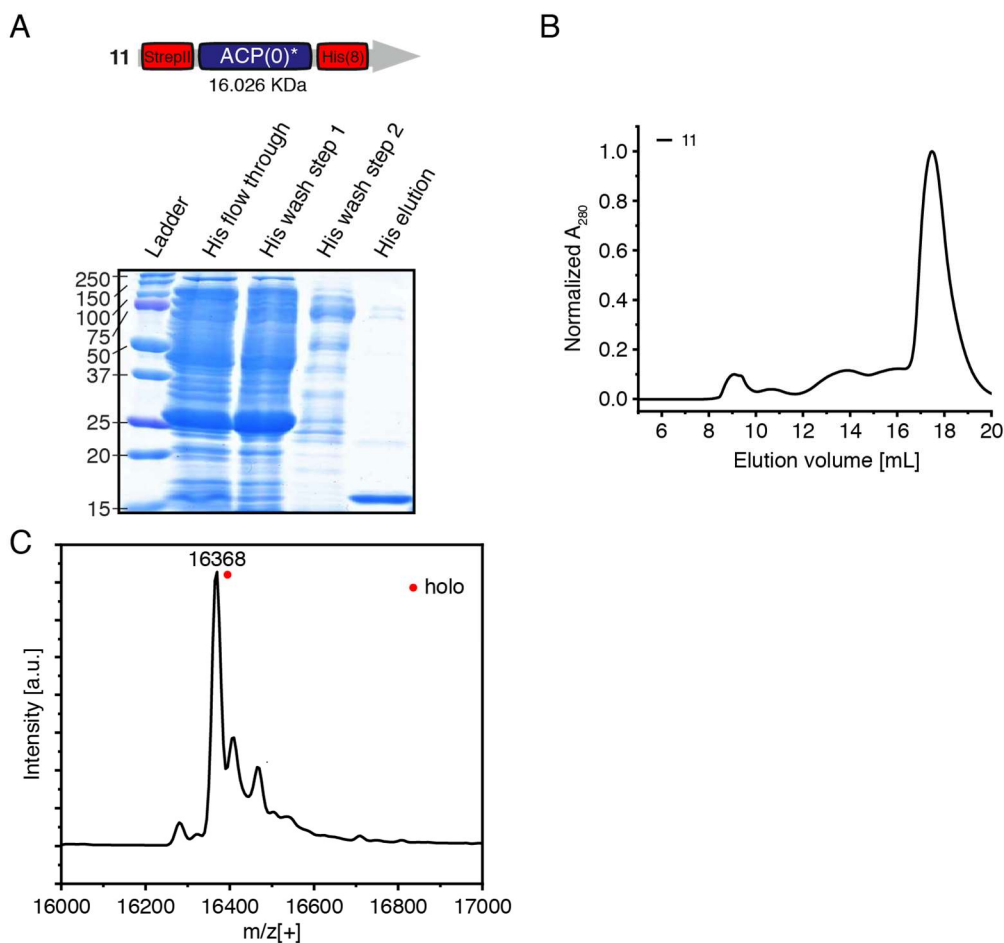 A
11 StrepII ACP(0)* His(8)
16.026 KDa
Ladder
His flow through
His wash step 1
His wash step 2
His elution
250
150
100
75
50
37
25
20
15
B
11
1.0
0.8
0.6
0.4
0.2
0.0
Normalized A280
6 8 10 12 14 16 18 20
Elution volume [mL]
C
16368
holo
Intensity [a.u.]
16000 16200 16400 16600 16800 17000
m/z[+]